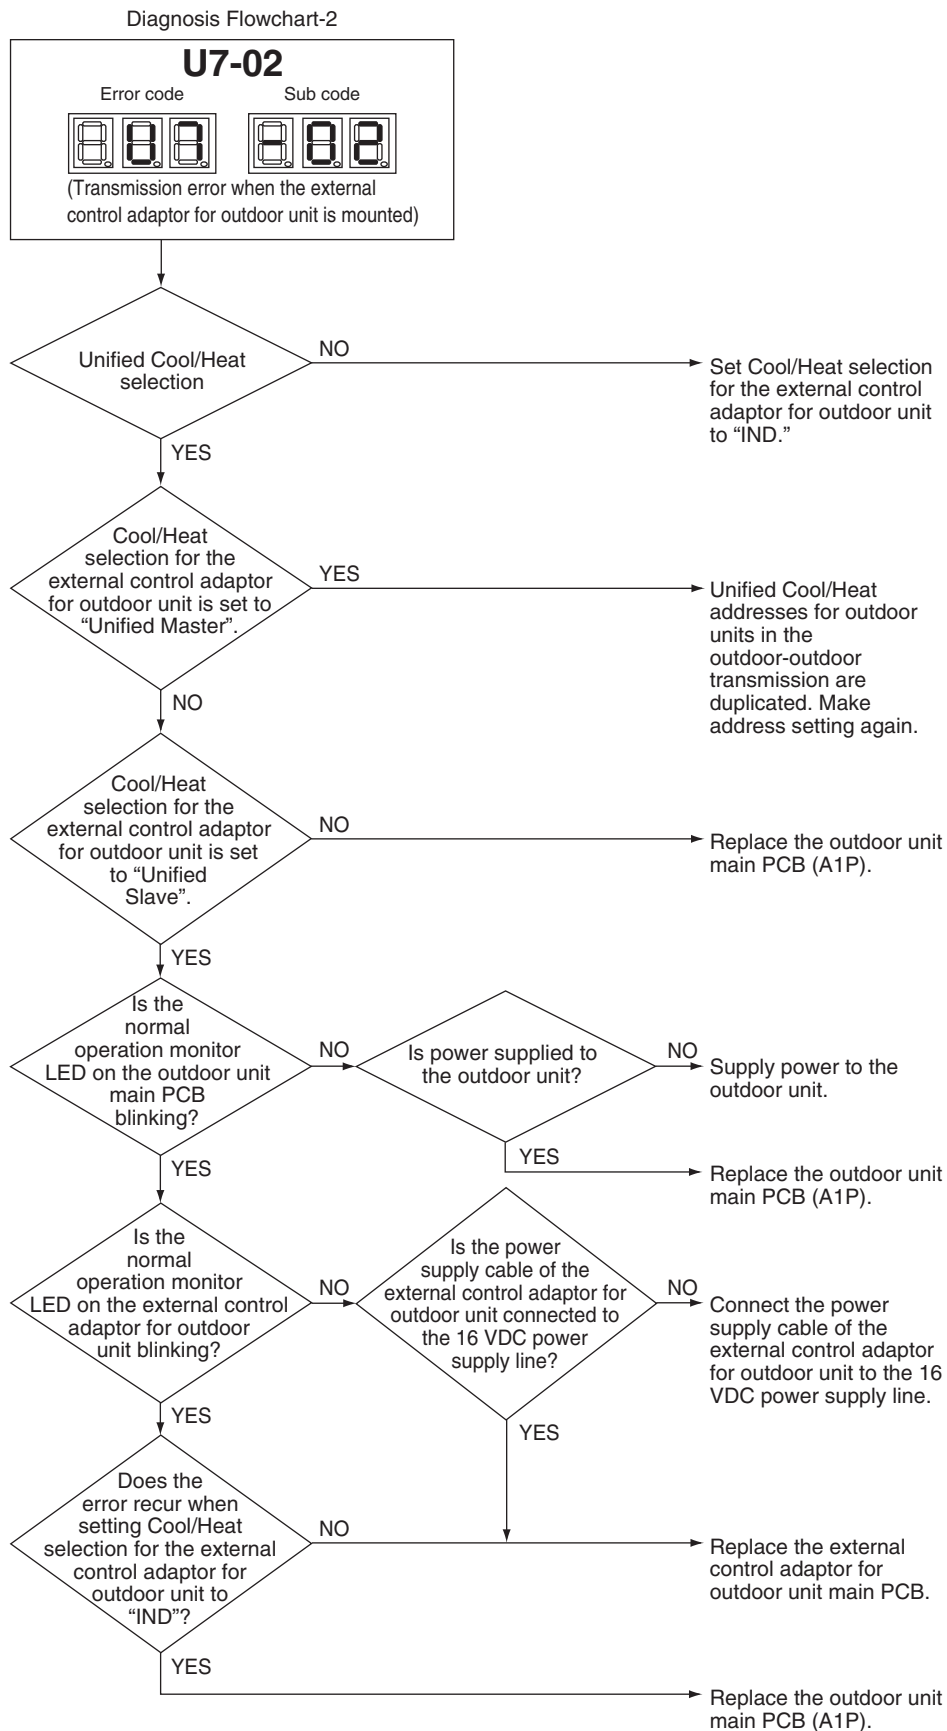 Diagnosis Flowchart-2
U7-02
Error code
Sub code
U7
-02
(Transmission error when the external
control adaptor for outdoor unit is mounted)
Unified Cool/Heat
selection
NO
Set Cool/Heat selection
for the external control
adaptor for outdoor unit
to “IND.”
YES
Cool/Heat
selection for the
external control adaptor
for outdoor unit is set to
“Unified Master”.
YES
Unified Cool/Heat
addresses for outdoor
units in the
outdoor-outdoor
transmission are
duplicated. Make
address setting again.
NO
Cool/Heat
selection for the
external control adaptor
for outdoor unit is set
to “Unified
Slave”.
NO
Replace the outdoor unit
main PCB (A1P).
YES
Is the
normal
operation monitor
LED on the outdoor unit
main PCB
blinking?
NO
Is power supplied to
the outdoor unit?
NO
Supply power to the
outdoor unit.
YES
Replace the outdoor unit
main PCB (A1P).
YES
Is the
normal
operation monitor
LED on the external control
adaptor for outdoor
unit blinking?
NO
Is the power
supply cable of the
external control adaptor for
outdoor unit connected to
the 16 VDC power
supply line?
NO
Connect the power
supply cable of the
external control adaptor
for outdoor unit to the 16
VDC power supply line.
YES
YES
Does the
error recur when
setting Cool/Heat
selection for the external
control adaptor for
outdoor unit to
“IND”?
NO
Replace the external
control adaptor for
outdoor unit main PCB.
YES
Replace the outdoor unit
main PCB (A1P).